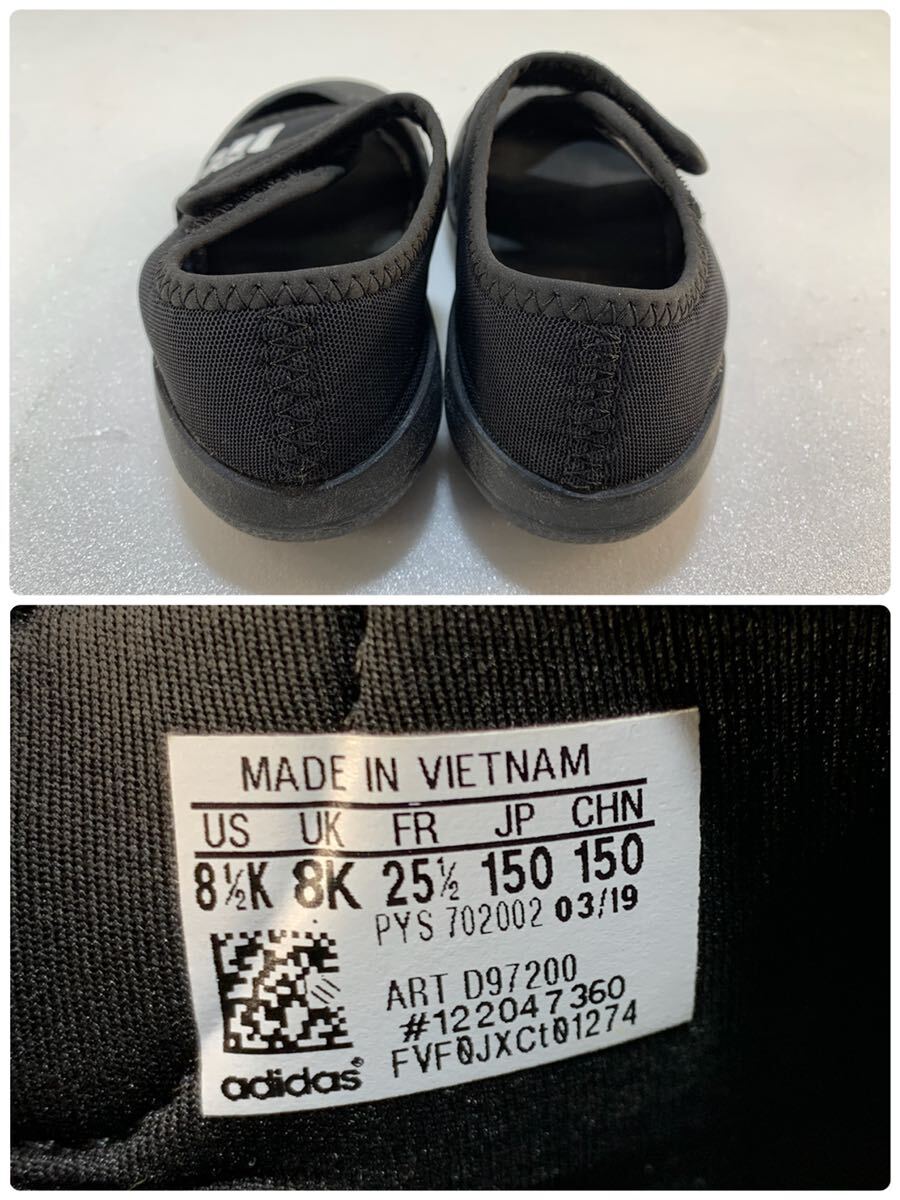 MADE IN VIETNAM
US UK FR JP CHN
8½K 8K 25½ 150 150
PYS 702002 03/19
ART D97200
#122047360
FVF0JXCt01274
adidas®